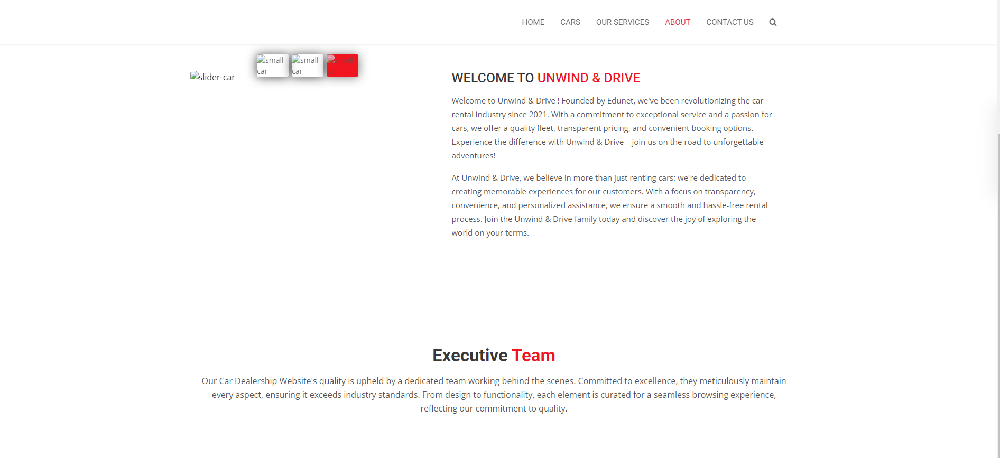 HOME CARS OUR SERVICES ABOUT CONTACT US
small-
car
small-
car
small-
car
slider-car
WELCOME TO UNWIND & DRIVE
Welcome to Unwind & Drive ! Founded by Edunet, we've been revolutionizing the car
rental industry since 2021. With a commitment to exceptional service and a passion for
cars, we offer a quality fleet, transparent pricing, and convenient booking options.
Experience the difference with Unwind & Drive – join us on the road to unforgettable
adventures!
At Unwind & Drive, we believe in more than just renting cars; we're dedicated to
creating memorable experiences for our customers. With a focus on transparency,
convenience, and personalized assistance, we ensure a smooth and hassle-free rental
process. Join the Unwind & Drive family today and discover the joy of exploring the
world on your terms.
Executive Team
Our Car Dealership Website's quality is upheld by a dedicated team working behind the scenes. Committed to excellence, they meticulously maintain
every aspect, ensuring it exceeds industry standards. From design to functionality, each element is curated for a seamless browsing experience,
reflecting our commitment to quality.